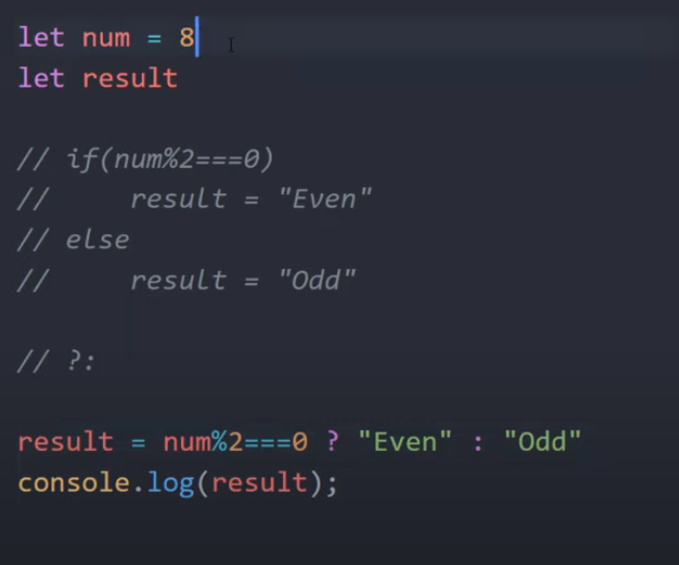 let num = 8
let result
// if(num%2===0)
//     result = "Even"
// else
//     result = "Odd"
// ?:
result = num%2===0 ? "Even" : "Odd"
console.log(result);